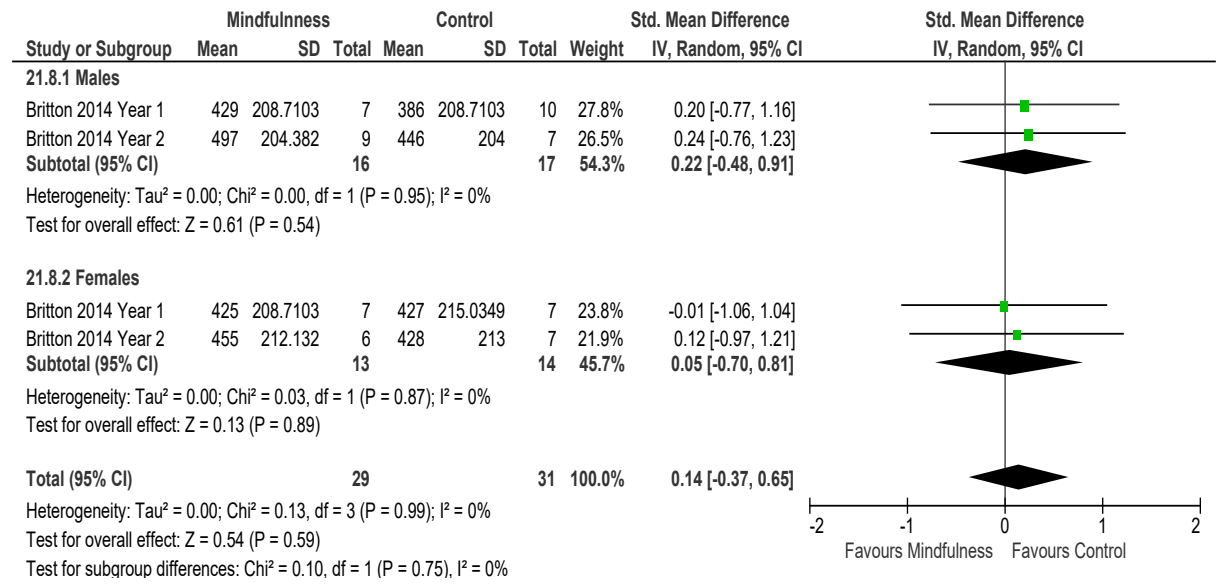 Mindfulnness Control Std. Mean Difference Std. Mean Difference
Study or Subgroup Mean SD Total Mean SD Total Weight IV, Random, 95% CI IV, Random, 95% CI
21.8.1 Males
Britton 2014 Year 1 429 208.7103 7 386 208.7103 10 27.8% 0.20 [-0.77, 1.16]
Britton 2014 Year 2 497 204.382 9 446 204 7 26.5% 0.24 [-0.76, 1.23]
Subtotal (95% CI) 16 17 54.3% 0.22 [-0.48, 0.91]
Heterogeneity: Tau² = 0.00; Chi² = 0.00, df = 1 (P = 0.95); I² = 0%
Test for overall effect: Z = 0.61 (P = 0.54)
21.8.2 Females
Britton 2014 Year 1 425 208.7103 7 427 215.0349 7 23.8% -0.01 [-1.06, 1.04]
Britton 2014 Year 2 455 212.132 6 428 213 7 21.9% 0.12 [-0.97, 1.21]
Subtotal (95% CI) 13 14 45.7% 0.05 [-0.70, 0.81]
Heterogeneity: Tau² = 0.00; Chi² = 0.03, df = 1 (P = 0.87); I² = 0%
Test for overall effect: Z = 0.13 (P = 0.89)
Total (95% CI) 29 31 100.0% 0.14 [-0.37, 0.65]
Heterogeneity: Tau² = 0.00; Chi² = 0.13, df = 3 (P = 0.99); I² = 0%
Test for overall effect: Z = 0.54 (P = 0.59)
Test for subgroup differences: Chi² = 0.10, df = 1 (P = 0.75), I² = 0%
-2 -1 0 1 2
Favours Mindfulness Favours Control